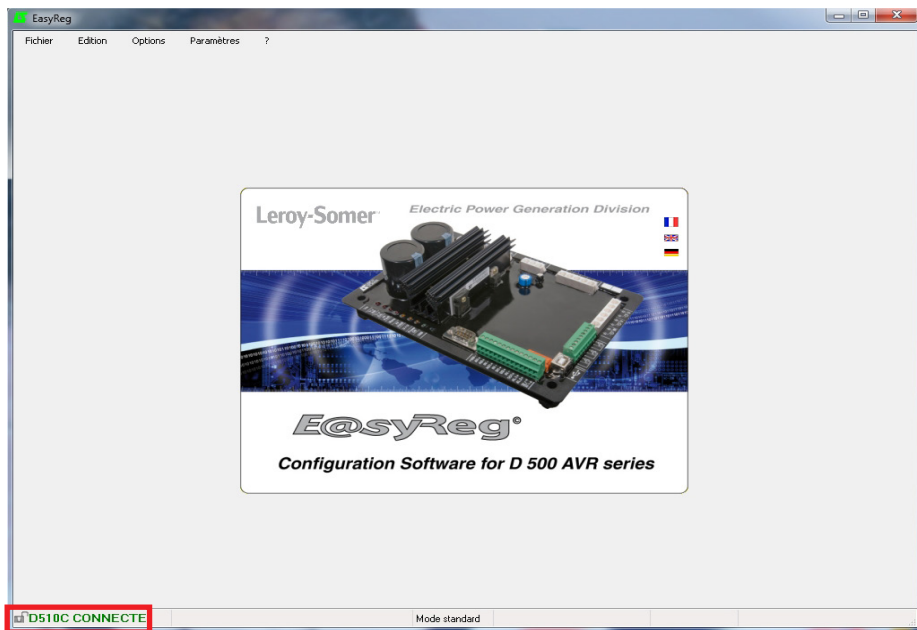 EasyReg
Fichier Edition Options Paramètres ?
Leroy-Somer
Electric Power Generation Division
E@syReg©
Configuration Software for D 500 AVR series
D510C CONNECTE
Mode standard